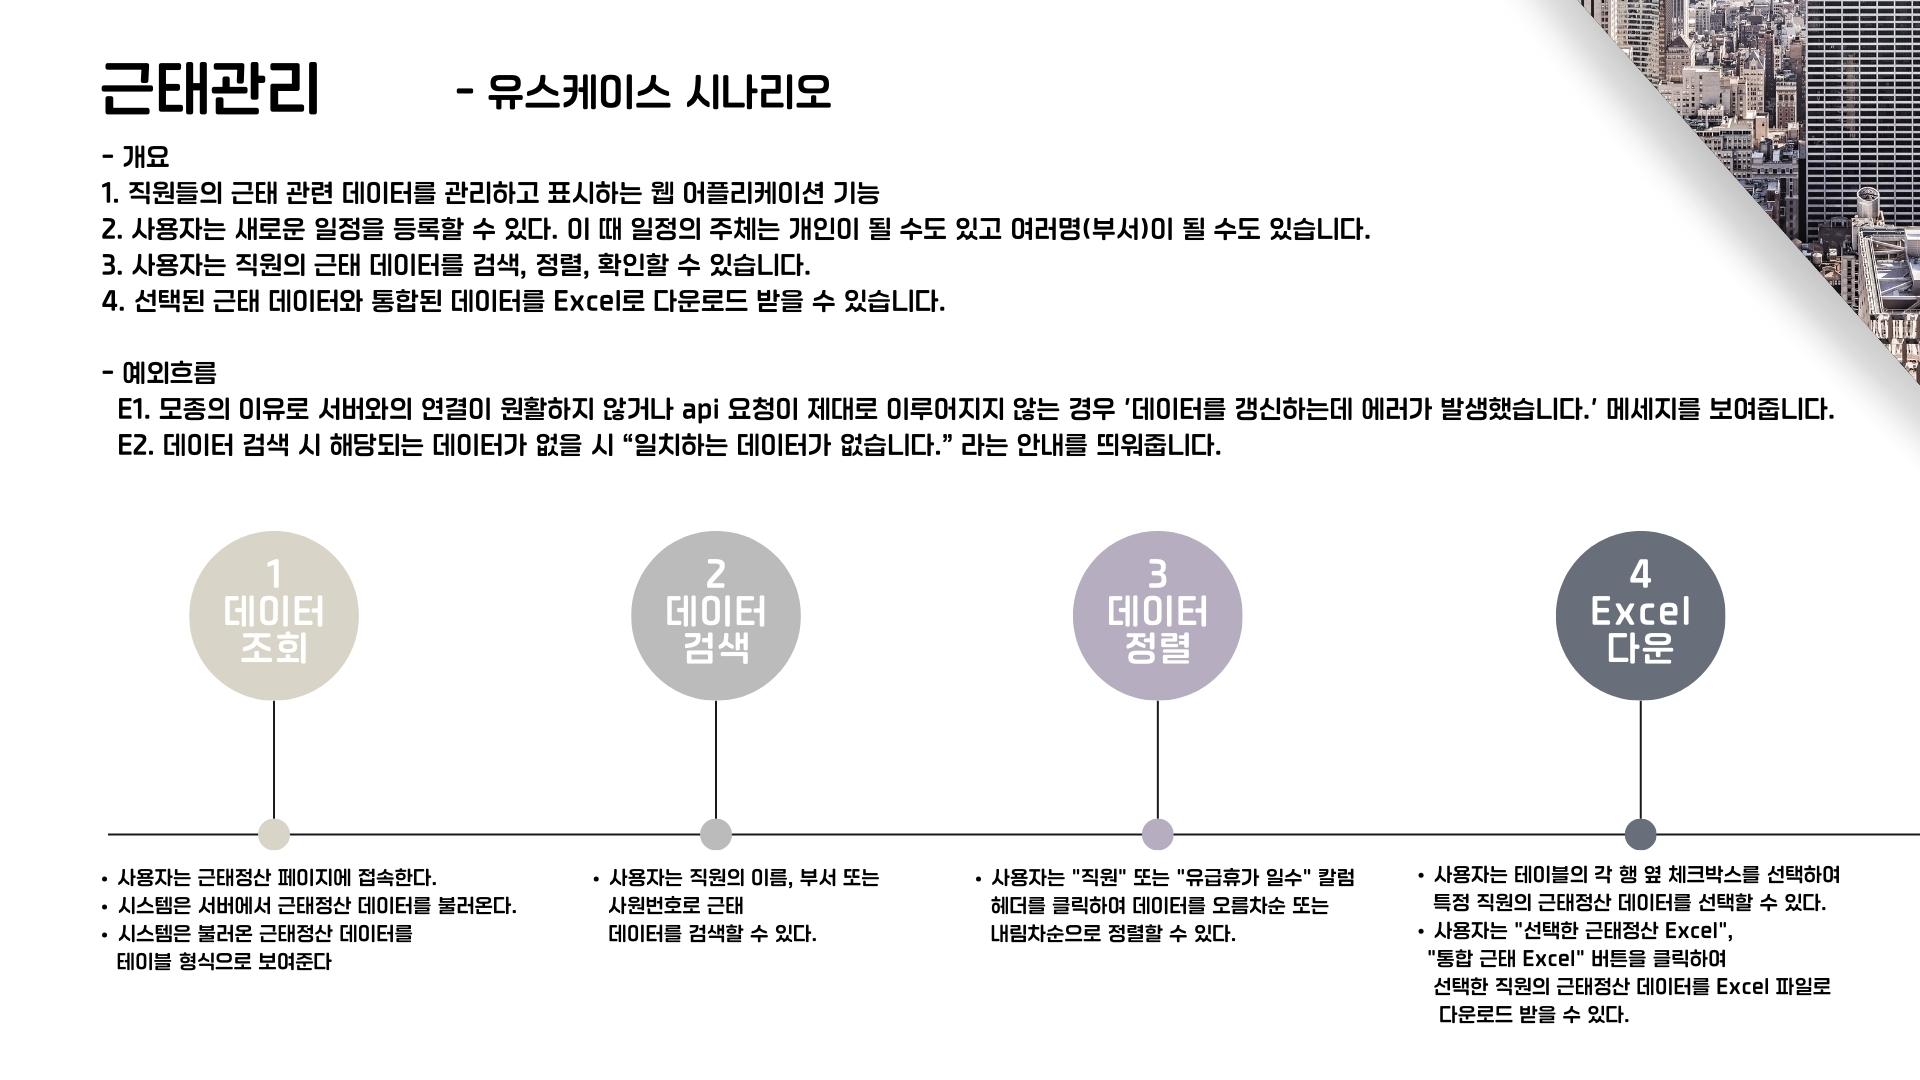 근태관리 - 유스케이스 시나리오
- 개요
1. 직원들의 근태 관련 데이터를 관리하고 표시하는 웹 어플리케이션 기능
2. 사용자는 새로운 일정을 등록할 수 있다. 이 때 일정의 주체는 개인이 될 수도 있고 여러명(부서)이 될 수도 있습니다.
3. 사용자는 직원의 근태 데이터를 검색, 정렬, 확인할 수 있습니다.
4. 선택된 근태 데이터와 통합된 데이터를 Excel로 다운로드 받을 수 있습니다.
- 예외흐름
E1. 모종의 이유로 서버와의 연결이 원활하지 않거나 api 요청이 제대로 이루어지지 않는 경우 '데이터를 갱신하는데 에러가 발생했습니다.' 메세지를 보여줍니다.
E2. 데이터 검색 시 해당되는 데이터가 없을 시 “일치하는 데이터가 없습니다.” 라는 안내를 띄워줍니다.
1
데이터
조회
2
데이터
검색
3
데이터
정렬
4
Excel
다운
• 사용자는 근태정산 페이지에 접속한다.
• 시스템은 서버에서 근태정산 데이터를 불러온다.
• 시스템은 불러온 근태정산 데이터를
테이블 형식으로 보여준다
• 사용자는 직원의 이름, 부서 또는
사원번호로 근태
데이터를 검색할 수 있다.
• 사용자는 "직원" 또는 "유급휴가 일수" 칼럼
헤더를 클릭하여 데이터를 오름차순 또는
내림차순으로 정렬할 수 있다.
• 사용자는 테이블의 각 행 옆 체크박스를 선택하여
특정 직원의 근태정산 데이터를 선택할 수 있다.
• 사용자는 "선택한 근태정산 Excel",
"통합 근태 Excel" 버튼을 클릭하여
선택한 직원의 근태정산 데이터를 Excel 파일로
다운로드 받을 수 있다.